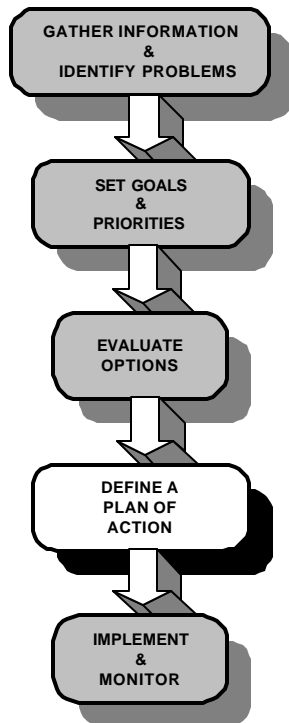 GATHER INFORMATION
&
IDENTIFY PROBLEMS
SET GOALS
&
PRIORITIES
EVALUATE
OPTIONS
DEFINE A
PLAN OF
ACTION
IMPLEMENT
&
MONITOR